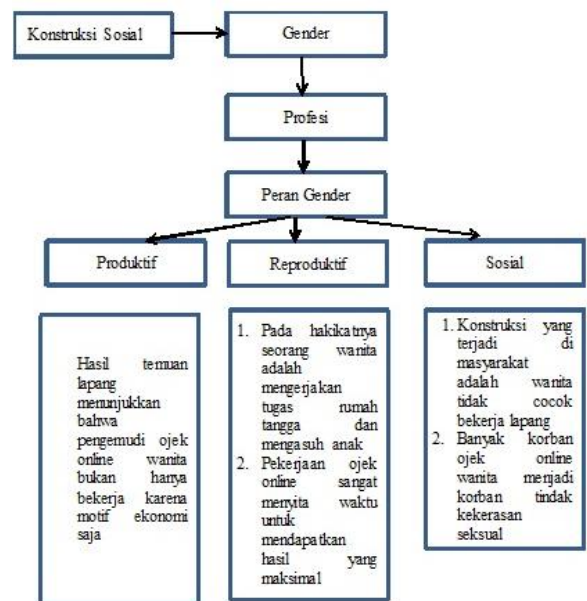 Konstruksi Sosial
Gender
Profesi
Peran Gender
Produktif
Reproduktif
Sosial
Hasil temuan
lapang
menunjukkan
bahwa
pengemudi ojek
online wanita
bukan hanya
bekerja karena
motif ekonomi
saja
1. Pada hakikatnya
seorang wanita
adalah
mengerjakan
tugas rumah
tangga dan
mengasuh anak
2. Pekerjaan ojek
online sangat
menyita waktu
untuk
mendapatkan
hasil yang
maksimal
1. Konstruksi yang
terjadi di
masyarakat
adalah wanita
tidak cocok
bekerja lapang
2. Banyak korban
ojek online
wanita menjadi
korban tindak
kekerasan
seksual